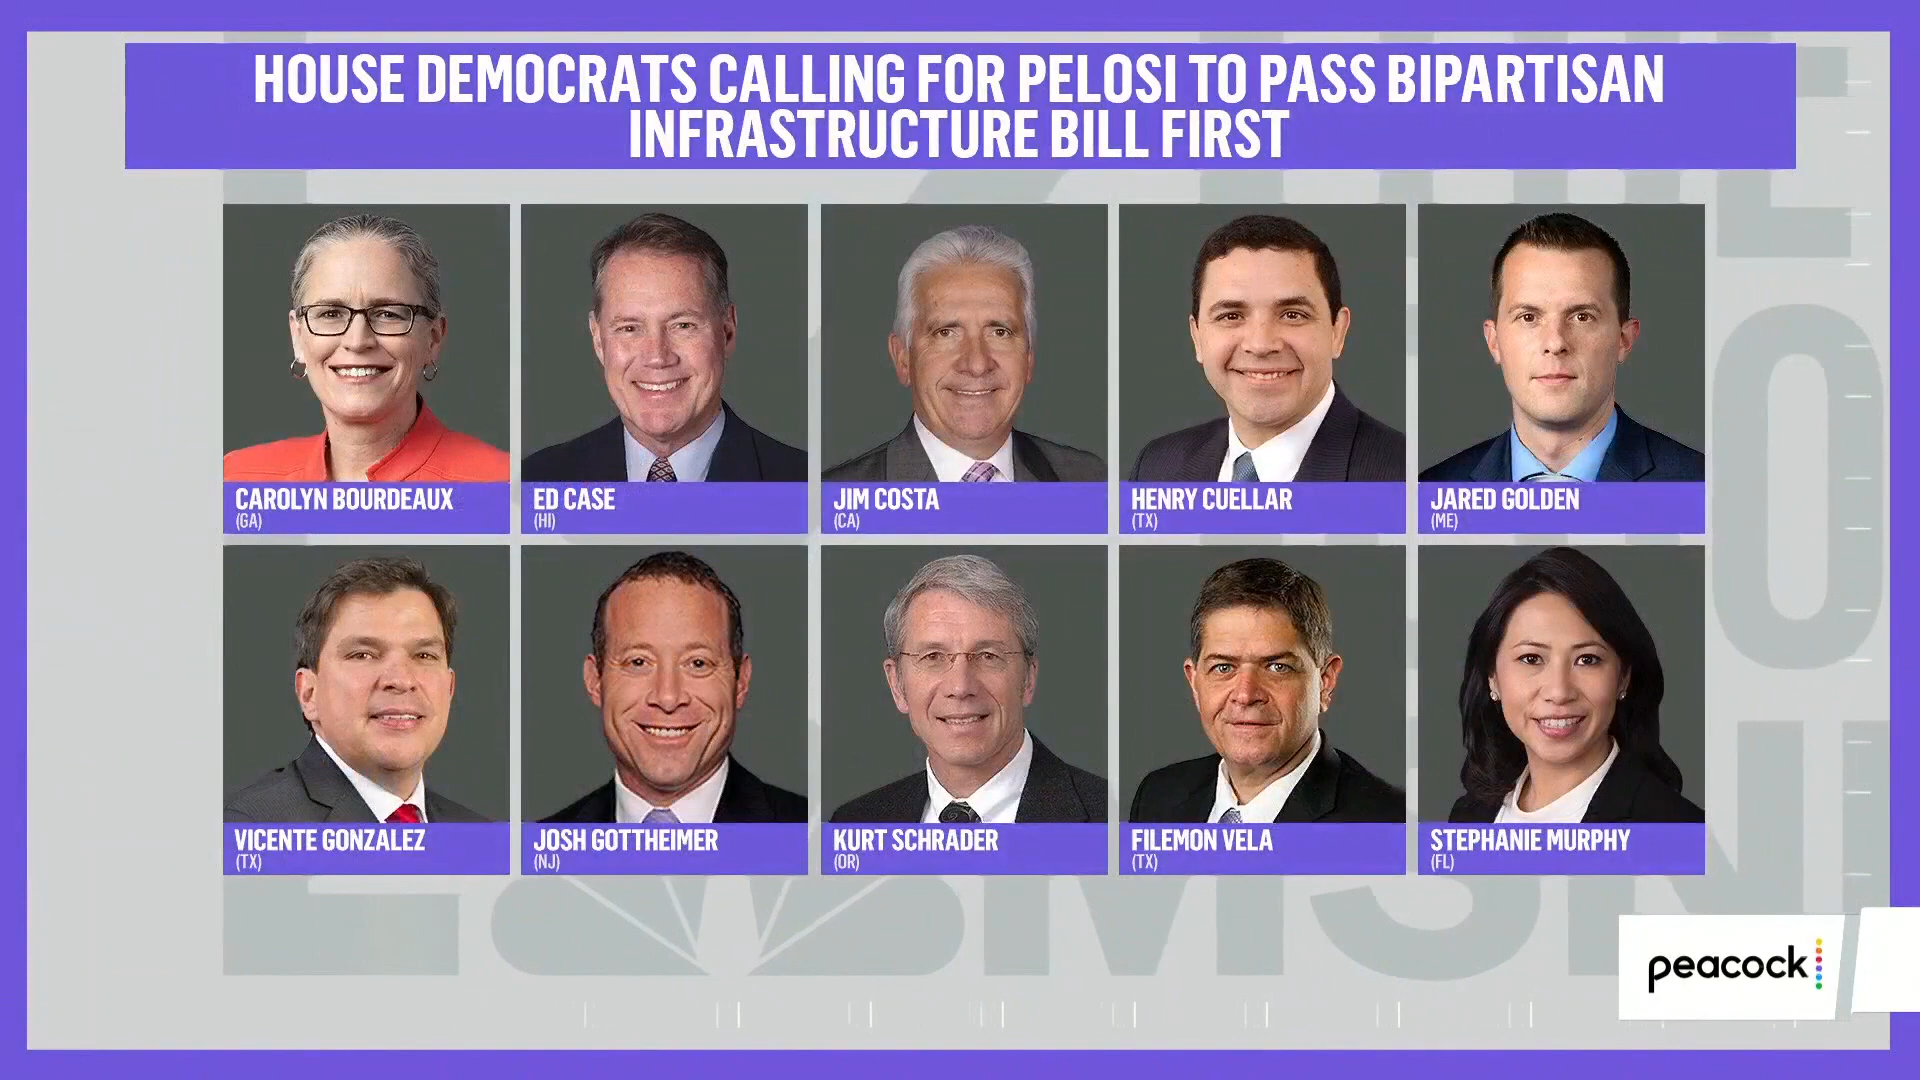 HOUSE DEMOCRATS CALLING FOR PELOSI TO PASS BIPARTISAN
INFRASTRUCTURE BILL FIRST
CAROLYN BOURDEAUX
(GA)
ED CASE
(HI)
JIM COSTA
(CA)
HENRY CUELLAR
(TX)
JARED GOLDEN
(ME)
VICENTE GONZALEZ
(TX)
JOSH GOTTHEIMER
(NJ)
KURT SCHRADER
(OR)
FILEMON VELA
(TX)
STEPHANIE MURPHY
(FL)
MSN
peacock